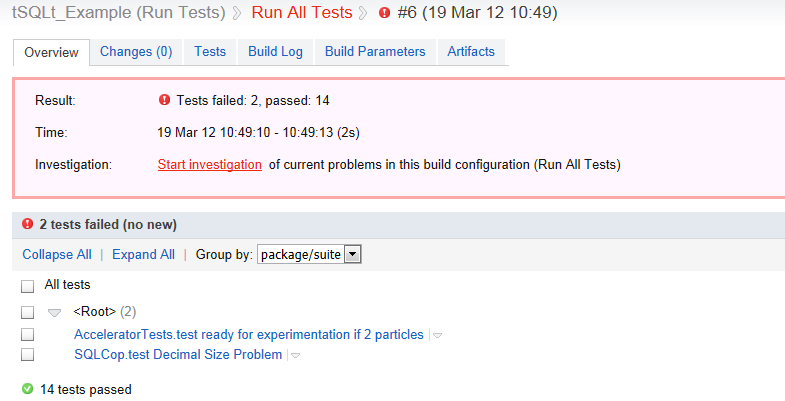 tSQLt_Example (Run Tests) Run All Tests #6 (19 Mar 12 10:49)
Overview Changes (0) Tests Build Log Build Parameters Artifacts
Result: Tests failed: 2, passed: 14
Time: 19 Mar 12 10:49:10 - 10:49:13 (2s)
Investigation: Start investigation of current problems in this build configuration (Run All Tests)
2 tests failed (no new)
Collapse All | Expand All | Group by: package/suite
All tests
<Root> (2)
AcceleratorTests.test ready for experimentation if 2 particles
SQLCop.test Decimal Size Problem
14 tests passed